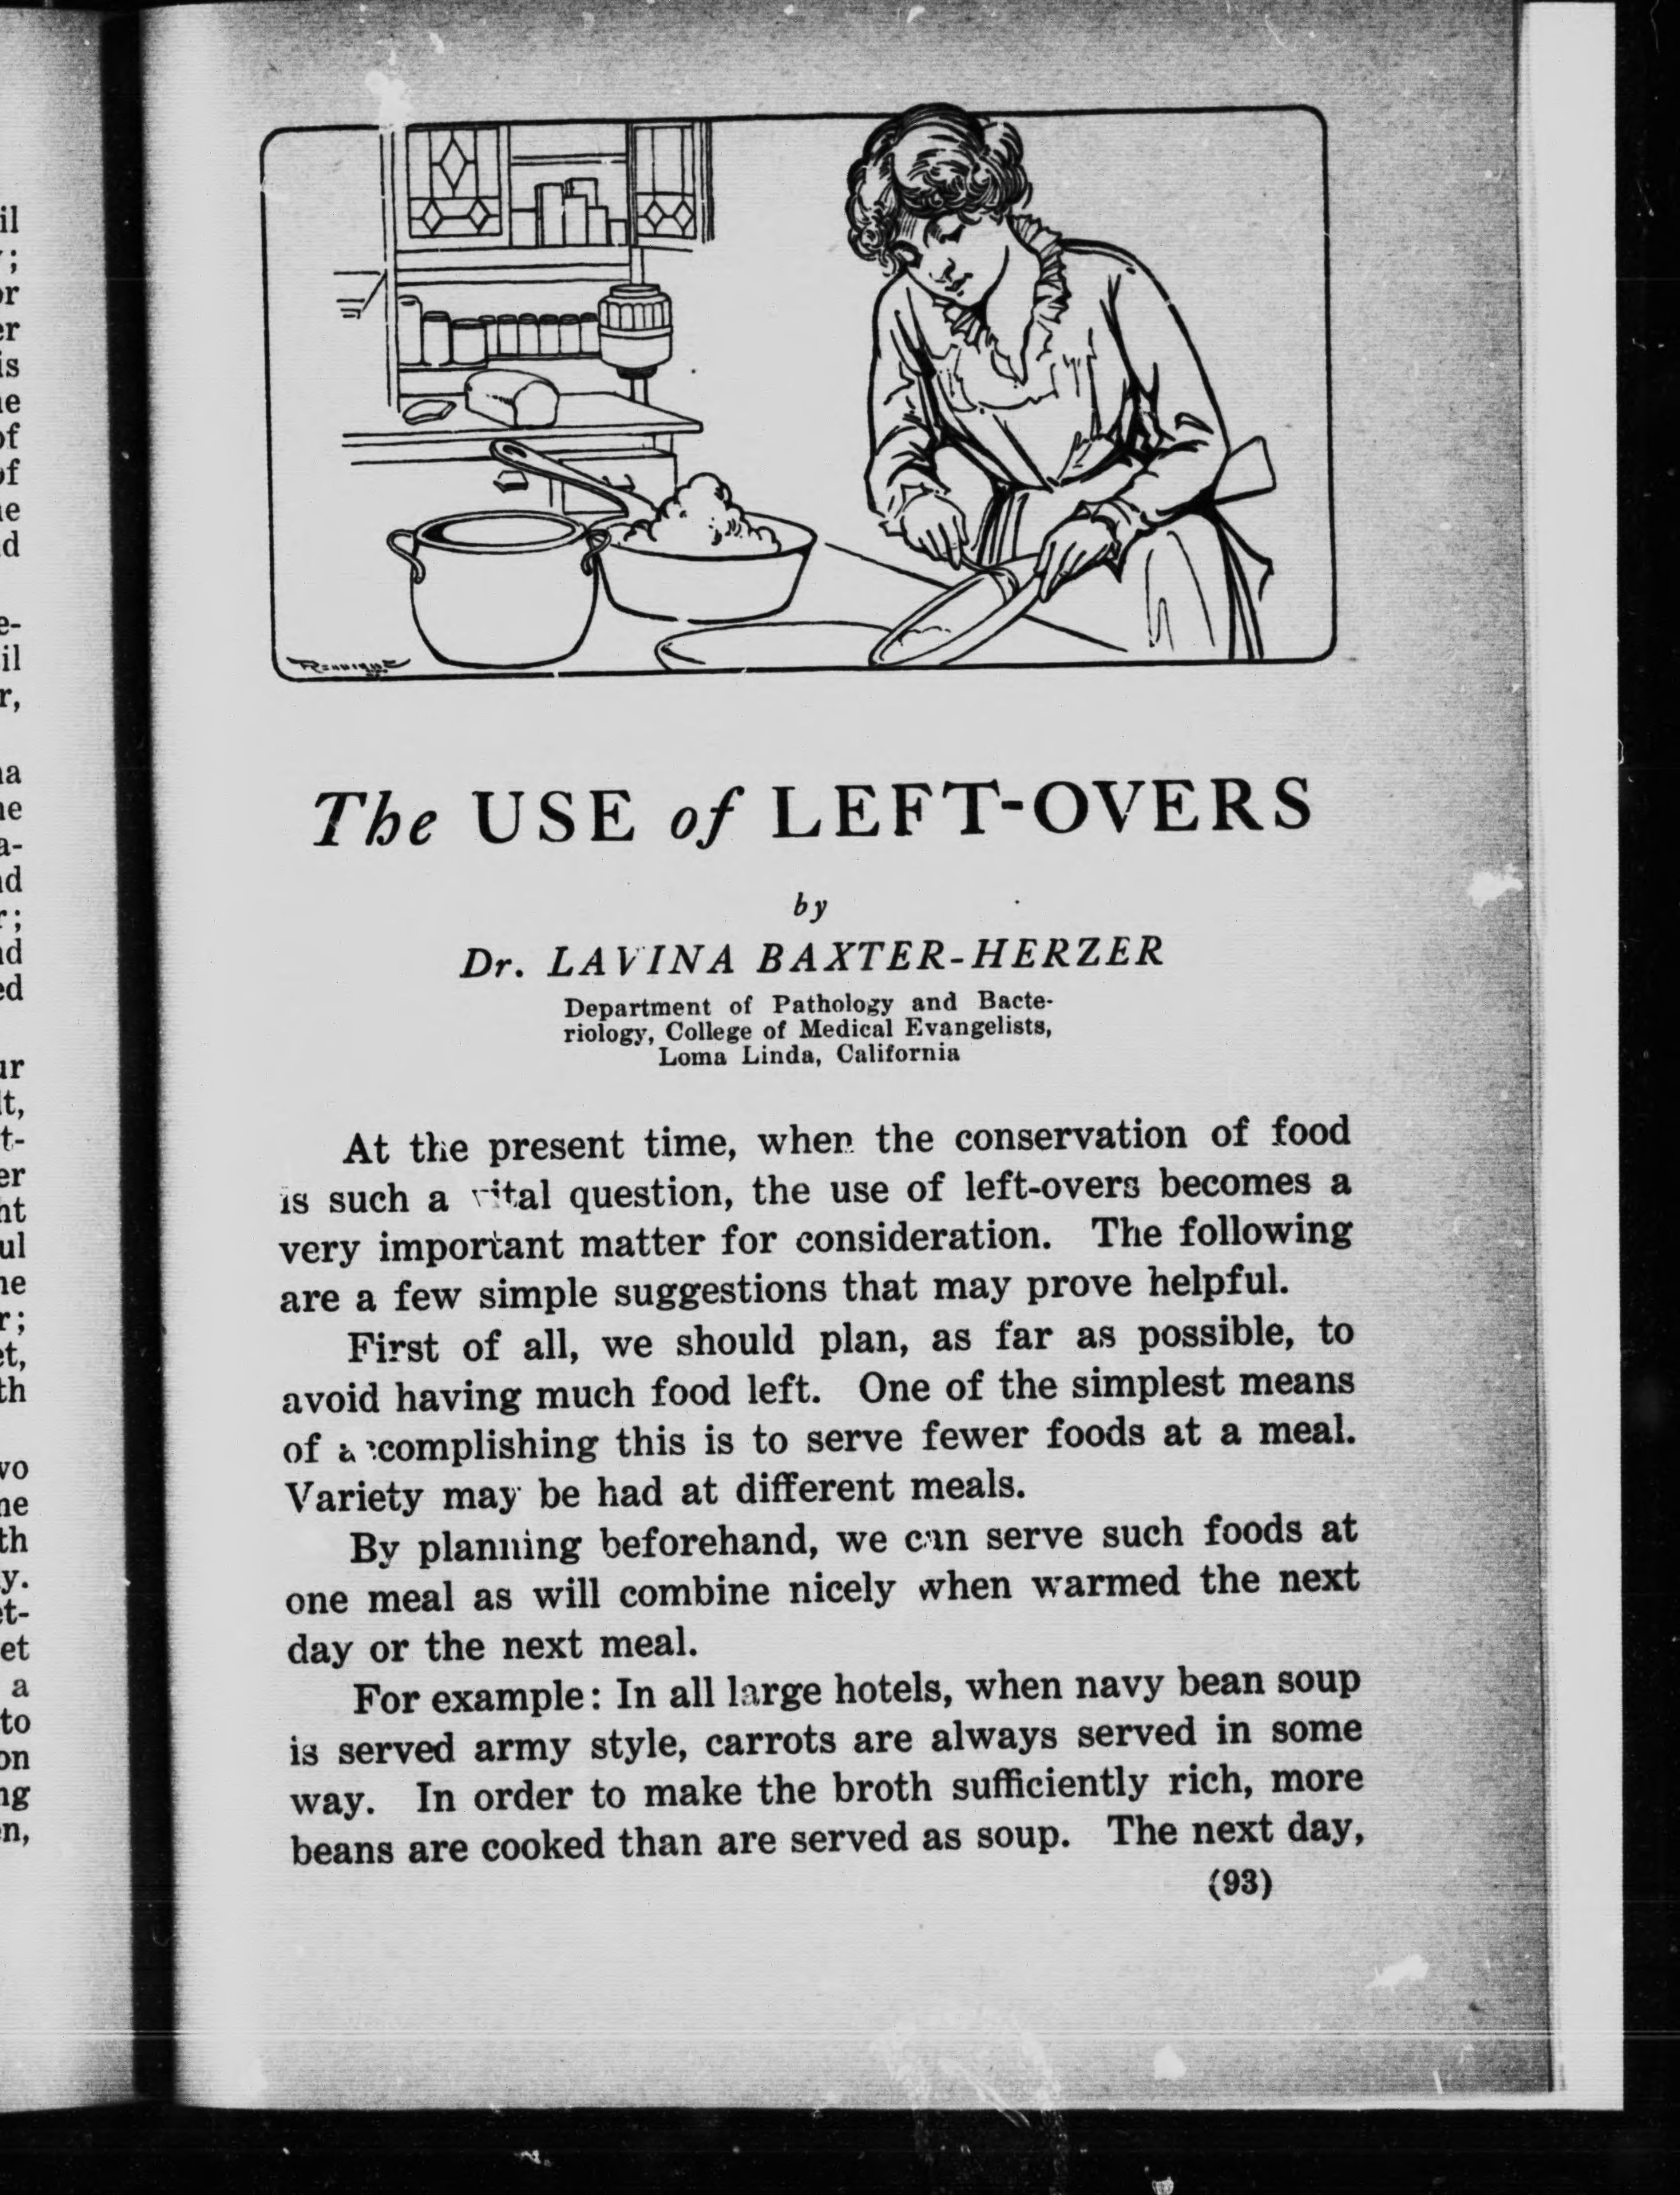 The USE of LEFT-OVERS
by
Dr. LAVINA BAXTER-HERZER
Department of Pathology and Bacte-
riology, College of Medical Evangelists,
Loma Linda, California
At the present time, when the conservation of food
is such a vital question, the use of left-overs becomes a
very important matter for consideration. The following
are a few simple suggestions that may prove helpful.
First of all, we should plan, as far as possible, to
avoid having much food left. One of the simplest means
of accomplishing this is to serve fewer foods at a meal.
Variety may be had at different meals.
By planning beforehand, we can serve such foods at
one meal as will combine nicely when warmed the next
day or the next meal.
For example: In all large hotels, when navy bean soup
is served army style, carrots are always served in some
way. In order to make the broth sufficiently rich, more
beans are cooked than are served as soup. The next day,
(93)